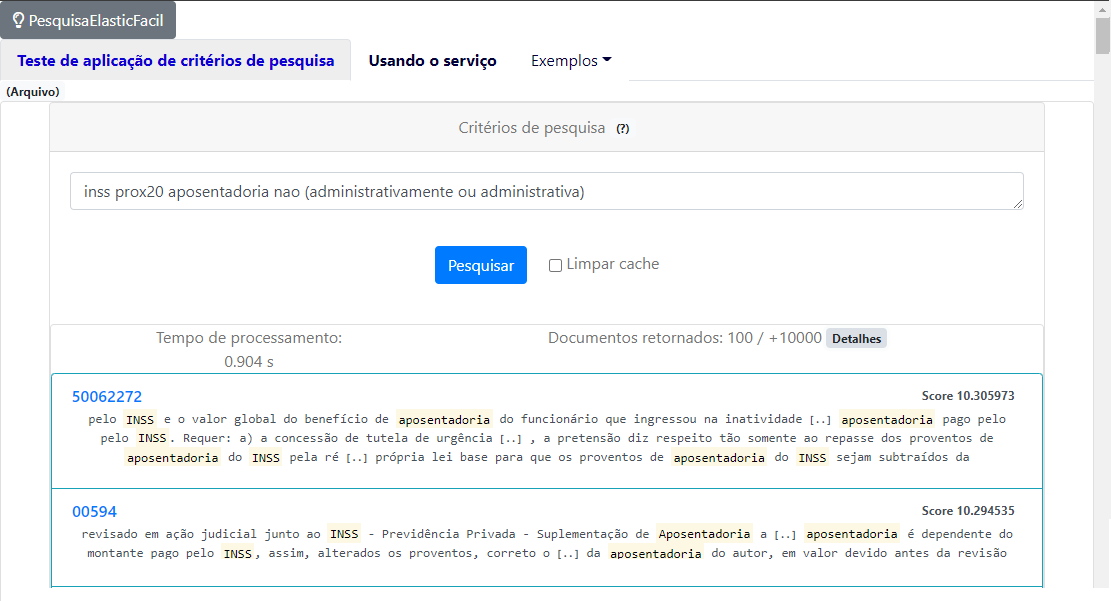 PesquisaElasticFacil
Teste de aplicação de critérios de pesquisa Usando o serviço Exemplos
(Arquivo)
Critérios de pesquisa (?)
inss prox20 aposentadoria nao (administrativamente ou administrativa)
Pesquisar Limpar cache
Tempo de processamento: Documentos retornados: 100 / +10000 Detalhes
0.904 s
50062272 Score 10.305973
pelo INSS e o valor global do benefício de aposentadoria do funcionário que ingressou na inatividade [..] aposentadoria pago pelo
pelo INSS. Requer: a) a concessão de tutela de urgência [..] , a pretensão diz respeito tão somente ao repasse dos proventos de
aposentadoria do INSS pela ré [..] própria lei base para que os proventos de aposentadoria do INSS sejam subtraídos da
00594 Score 10.294535
revisado em ação judicial junto ao INSS - Previdência Privada - Suplementação de Aposentadoria a [..] aposentadoria é dependente do
montante pago pelo INSS, assim, alterados os proventos, correto o [..] da aposentadoria do autor, em valor devido antes da revisão